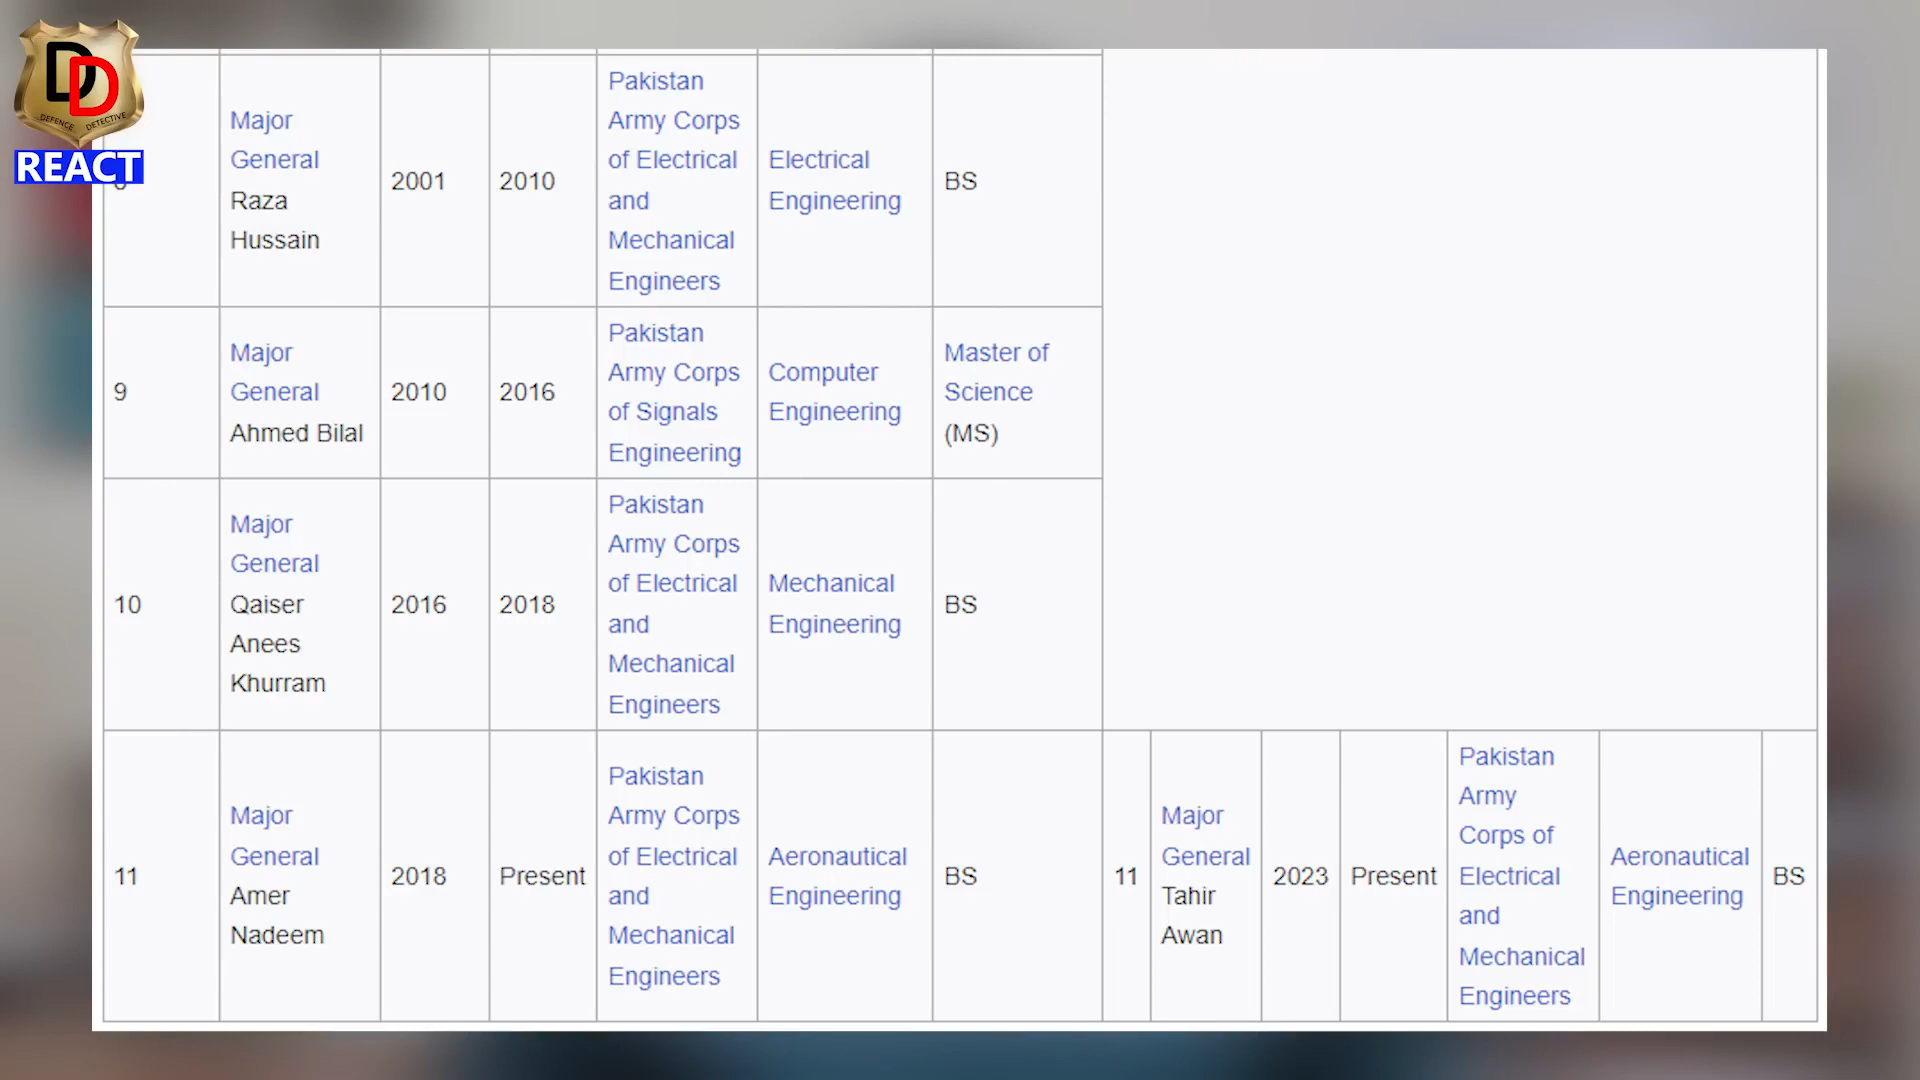 DD
DEFENCE DETECTIVE
REACT
Major
General
Raza
Hussain
2001
2010
Pakistan
Army Corps
of Electrical
and
Mechanical
Engineers
Electrical
Engineering
BS
9
Major
General
Ahmed Bilal
2010
2016
Pakistan
Army Corps
of Signals
Engineering
Computer
Engineering
Master of
Science
(MS)
10
Major
General
Qaiser
Anees
Khurram
2016
2018
Pakistan
Army Corps
of Electrical
and
Mechanical
Engineers
Mechanical
Engineering
BS
11
Major
General
Amer
Nadeem
2018
Present
Pakistan
Army Corps
of Electrical
and
Mechanical
Engineers
Aeronautical
Engineering
BS
11
Major
General
Tahir
Awan
2023
Present
Pakistan
Army
Corps of
Electrical
and
Mechanical
Engineers
Aeronautical
Engineering
BS